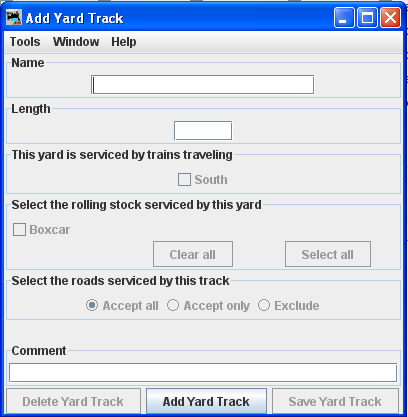 Add Yard Track
Tools Window Help
Name
Length
This yard is serviced by trains traveling
South
Select the rolling stock serviced by this yard
Boxcar
Clear all Select all
Select the roads serviced by this track
Accept all Accept only Exclude
Comment
Delete Yard Track Add Yard Track Save Yard Track